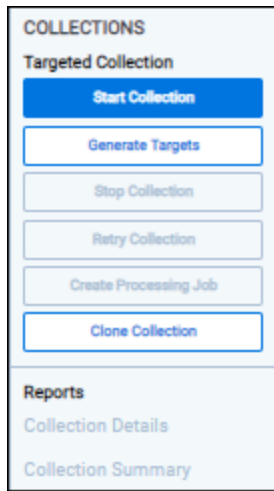 COLLECTIONS
Targeted Collection
Start Collection
Generate Targets
Stop Collection
Retry Collection
Create Processing Job
Clone Collection
Reports
Collection Details
Collection Summary